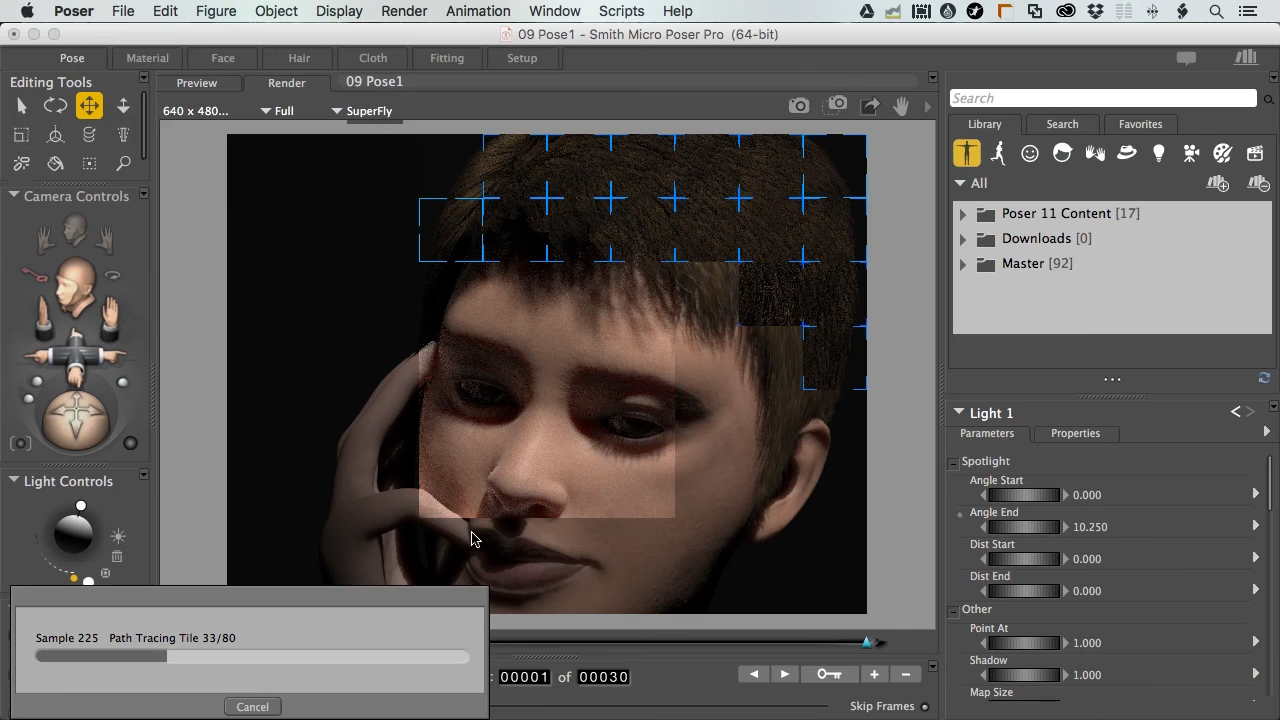 Poser File Edit Figure Object Display Render Animation Window Scripts Help
09 Pose1 - Smith Micro Poser Pro (64-bit)
Pose Material Face Hair Cloth Fitting Setup
Editing Tools
Preview Render 09 Pose1
640 x 480... Full SuperFly
Camera Controls
Light Controls
Search
Library Search Favorites
All
Poser 11 Content [17]
Downloads [0]
Master [92]
Light 1
Parameters Properties
Spotlight
Angle Start
0.000
Angle End
10.250
Dist Start
0.000
Dist End
0.000
Other
Point At
1.000
Shadow
1.000
Map Size
Sample 225 Path Tracing Tile 33/80
Cancel
: 00001 of 00030
Skip Frames